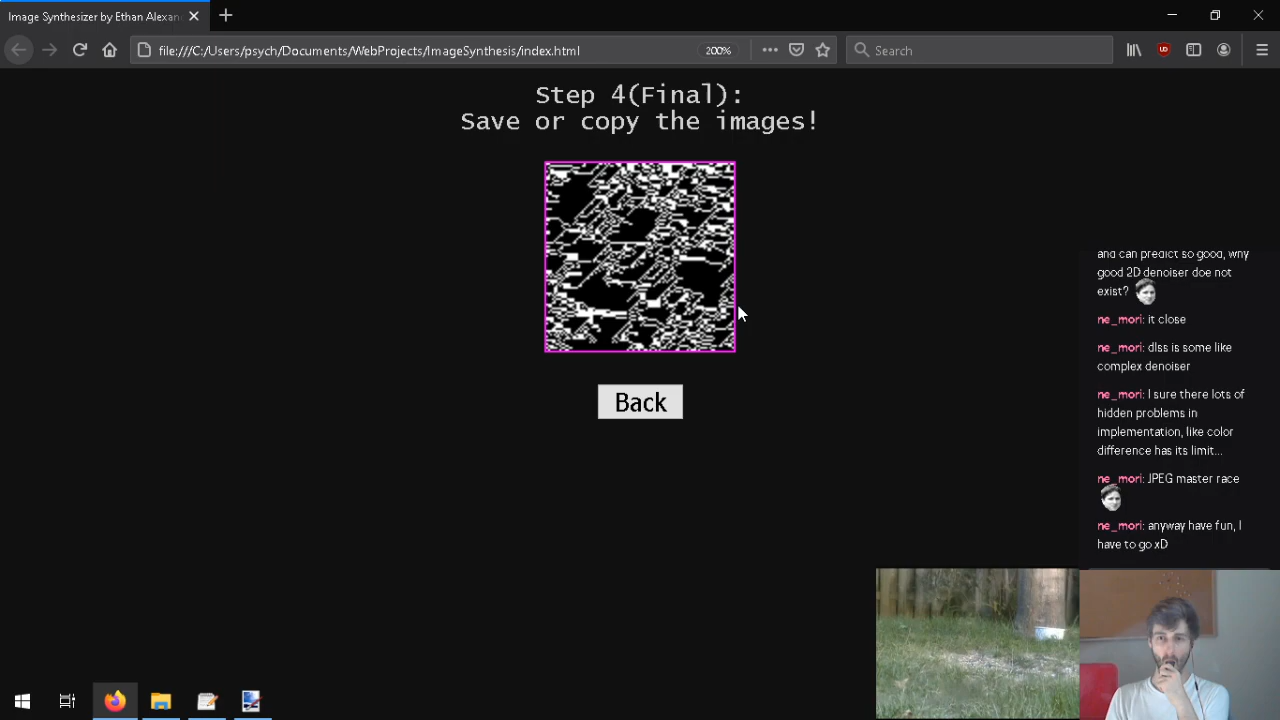 Image Synthesizer by Ethan Alexan
file:///C:/Users/psych/Documents/WebProjects/ImageSynthesis/index.html
200%
Search
Step 4(Final):
Save or copy the images!
Back
and can predict so good, why
good 2D denoiser doe not
exist?
ne_mori: it close
ne_mori: dlss is some like
complex denoiser
ne_mori: I sure there lots of
hidden problems in
implementation, like color
difference has its limit...
ne_mori: JPEG master race
ne_mori: anyway have fun, I
have to go xD